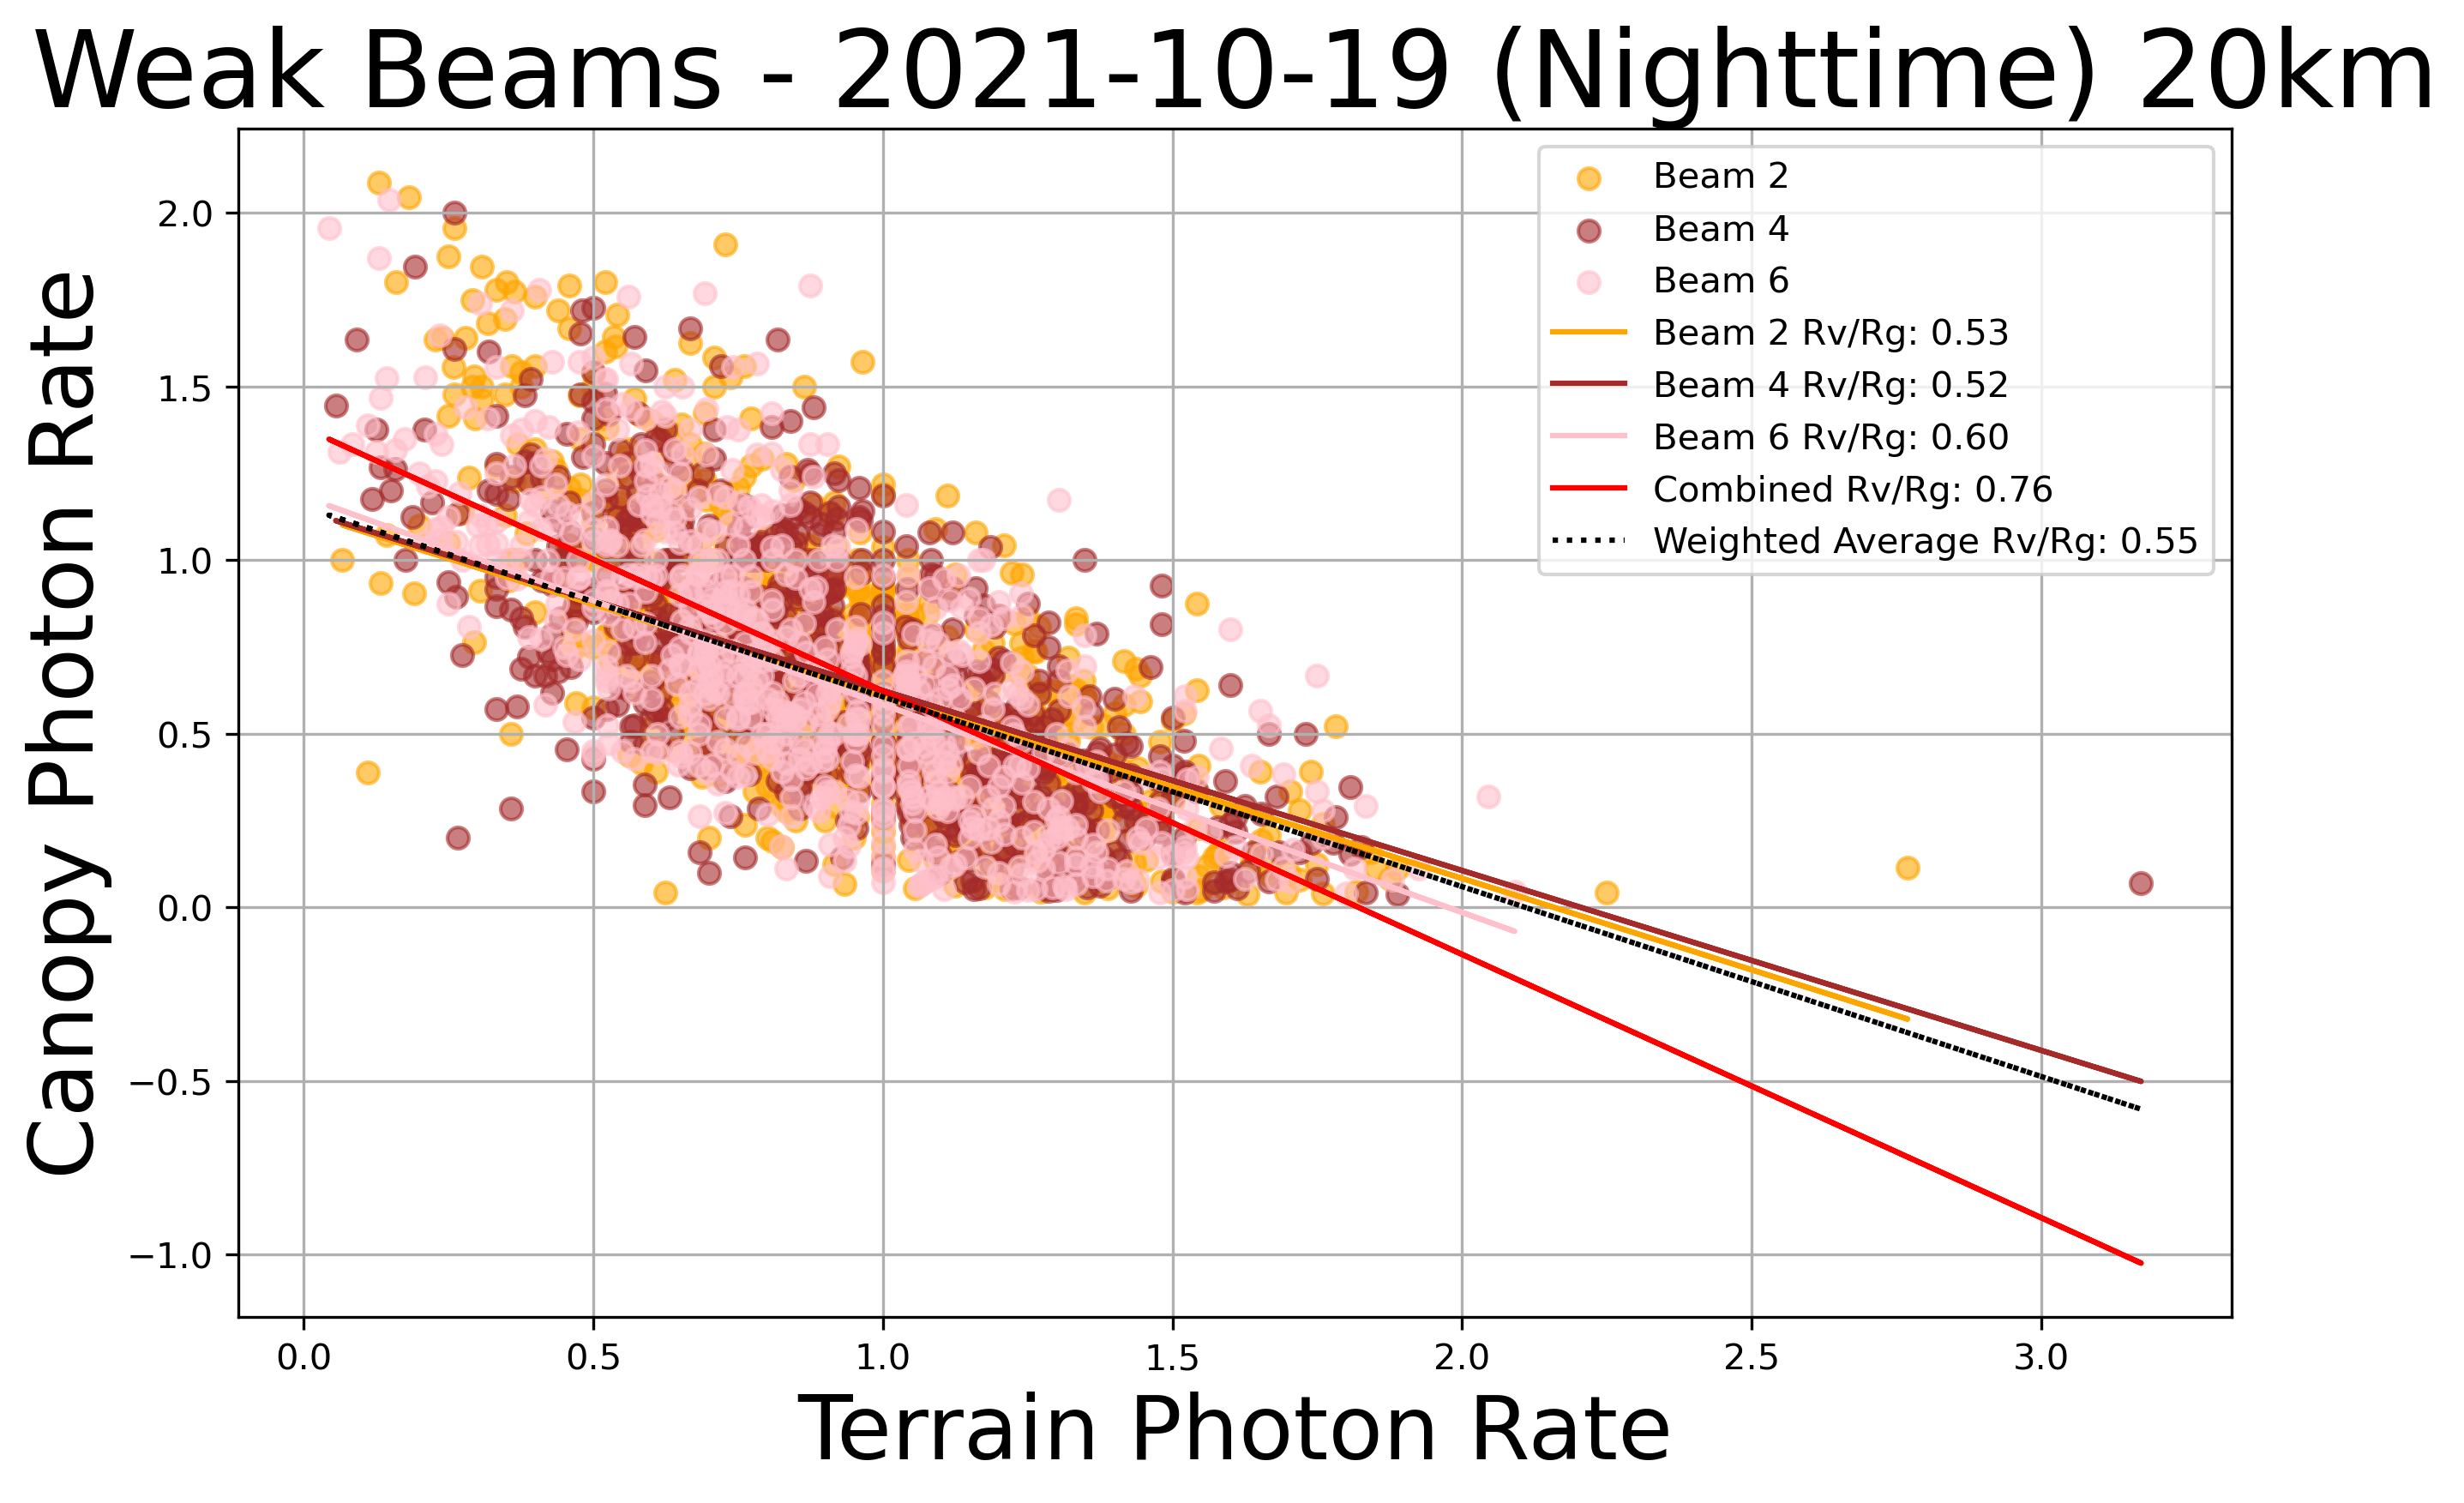 Weak Beams - 2021-10-19 (Nighttime) 20km
Canopy Photon Rate
2.0
1.5
1.0
0.5
0.0
−0.5
−1.0
Beam 2
Beam 4
Beam 6
Beam 2 Rv/Rg: 0.53
Beam 4 Rv/Rg: 0.52
Beam 6 Rv/Rg: 0.60
Combined Rv/Rg: 0.76
Weighted Average Rv/Rg: 0.55
0.0 0.5 1.0 1.5 2.0 2.5 3.0
Terrain Photon Rate